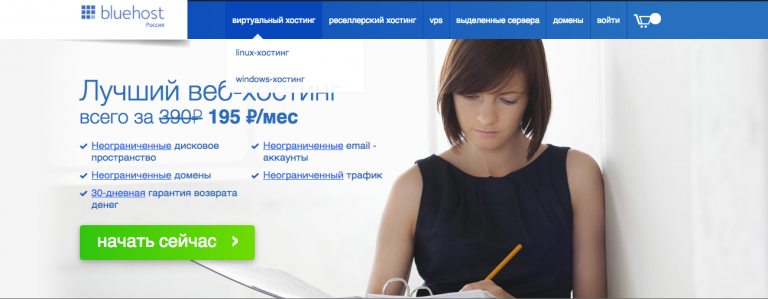 bluehost
Россия
виртуальный хостинг реселлерский хостинг vps выделенные сервера домены войти
linux-хостинг
windows-хостинг
Лучший веб-хостинг
всего за 390₽ 195 ₽/мес
Неограниченные дисковое пространство
Неограниченные email - аккаунты
Неограниченные домены
Неограниченный трафик
30-дневная гарантия возврата денег
начать сейчас